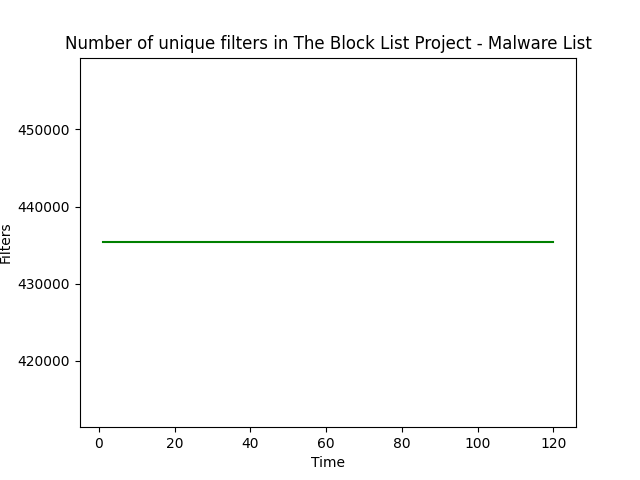 Number of unique filters in The Block List Project - Malware List
450000
440000
430000
420000
Filters
0 20 40 60 80 100 120
Time